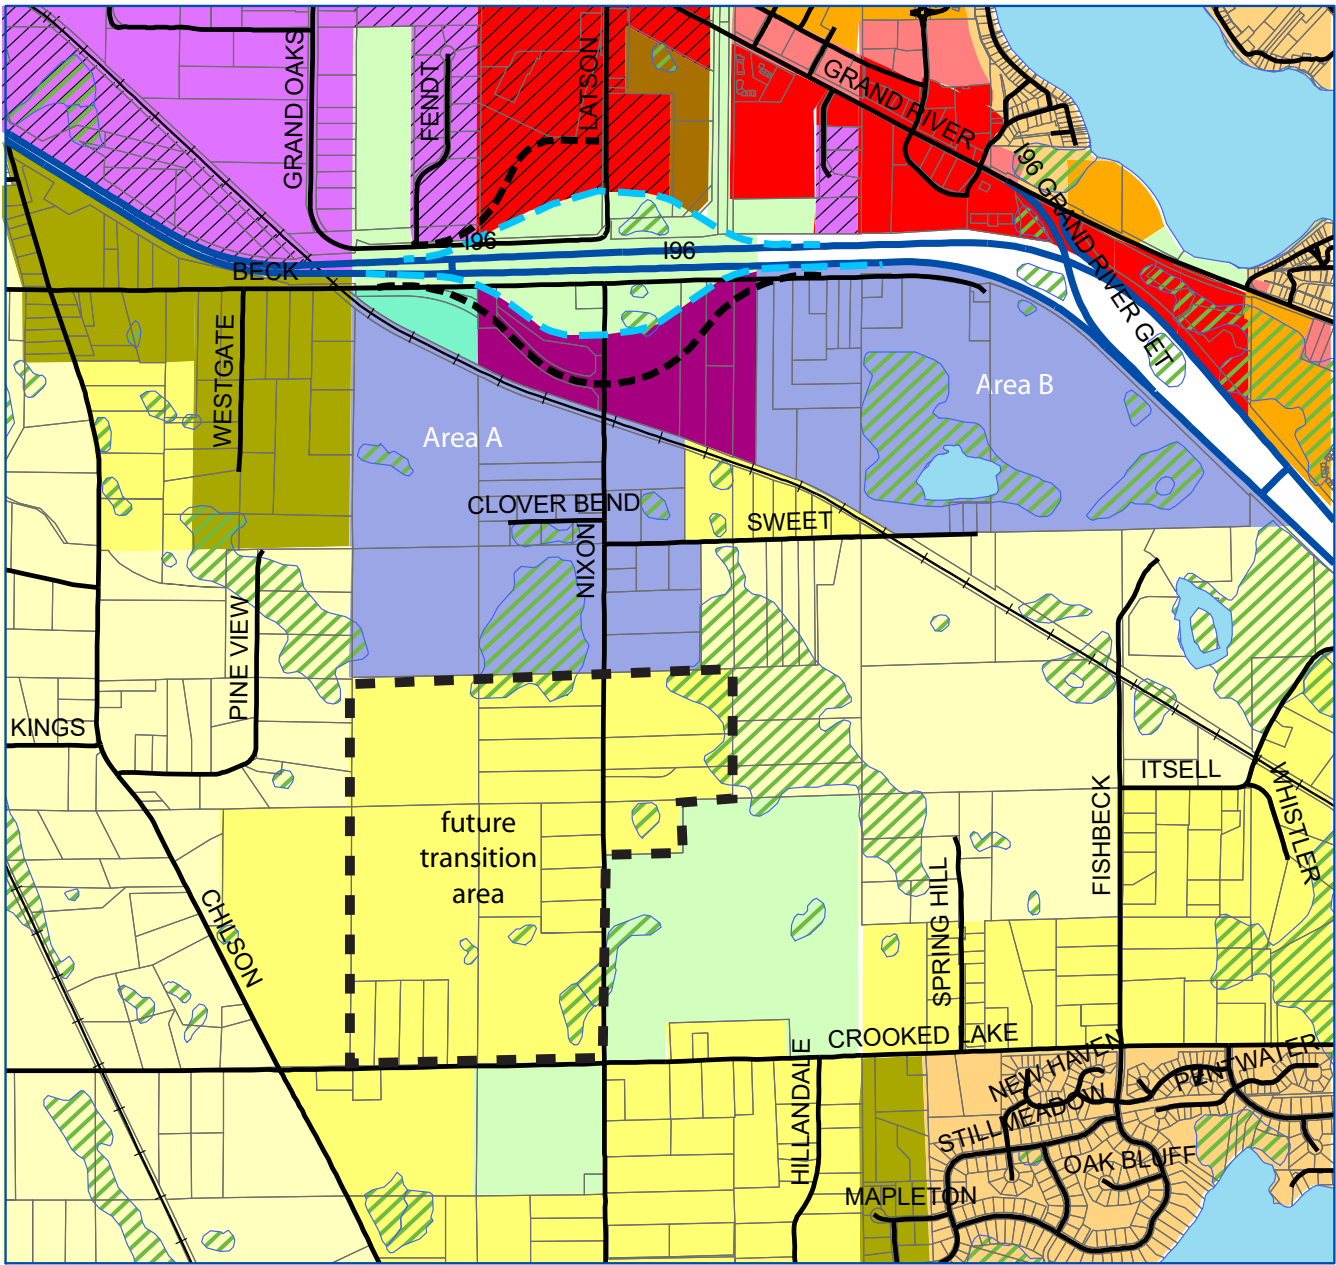 GRAND OAKS
FENDT
LATSON
GRAND RIVER
I96 GRAND RIVER GET
I96
I96
BECK
WESTGATE
Area A
Area B
CLOVER BEND
NIXON
SWEET
PINE VIEW
KINGS
future
transition
area
CHILSON
ITSELL
WHISTLER
FISHBECK
SPRING HILL
CROOKED LAKE
HILLANDALE
NEW HAVEN
PENTWATER
STILLMEADOW
OAK BLUFF
MAPLETON